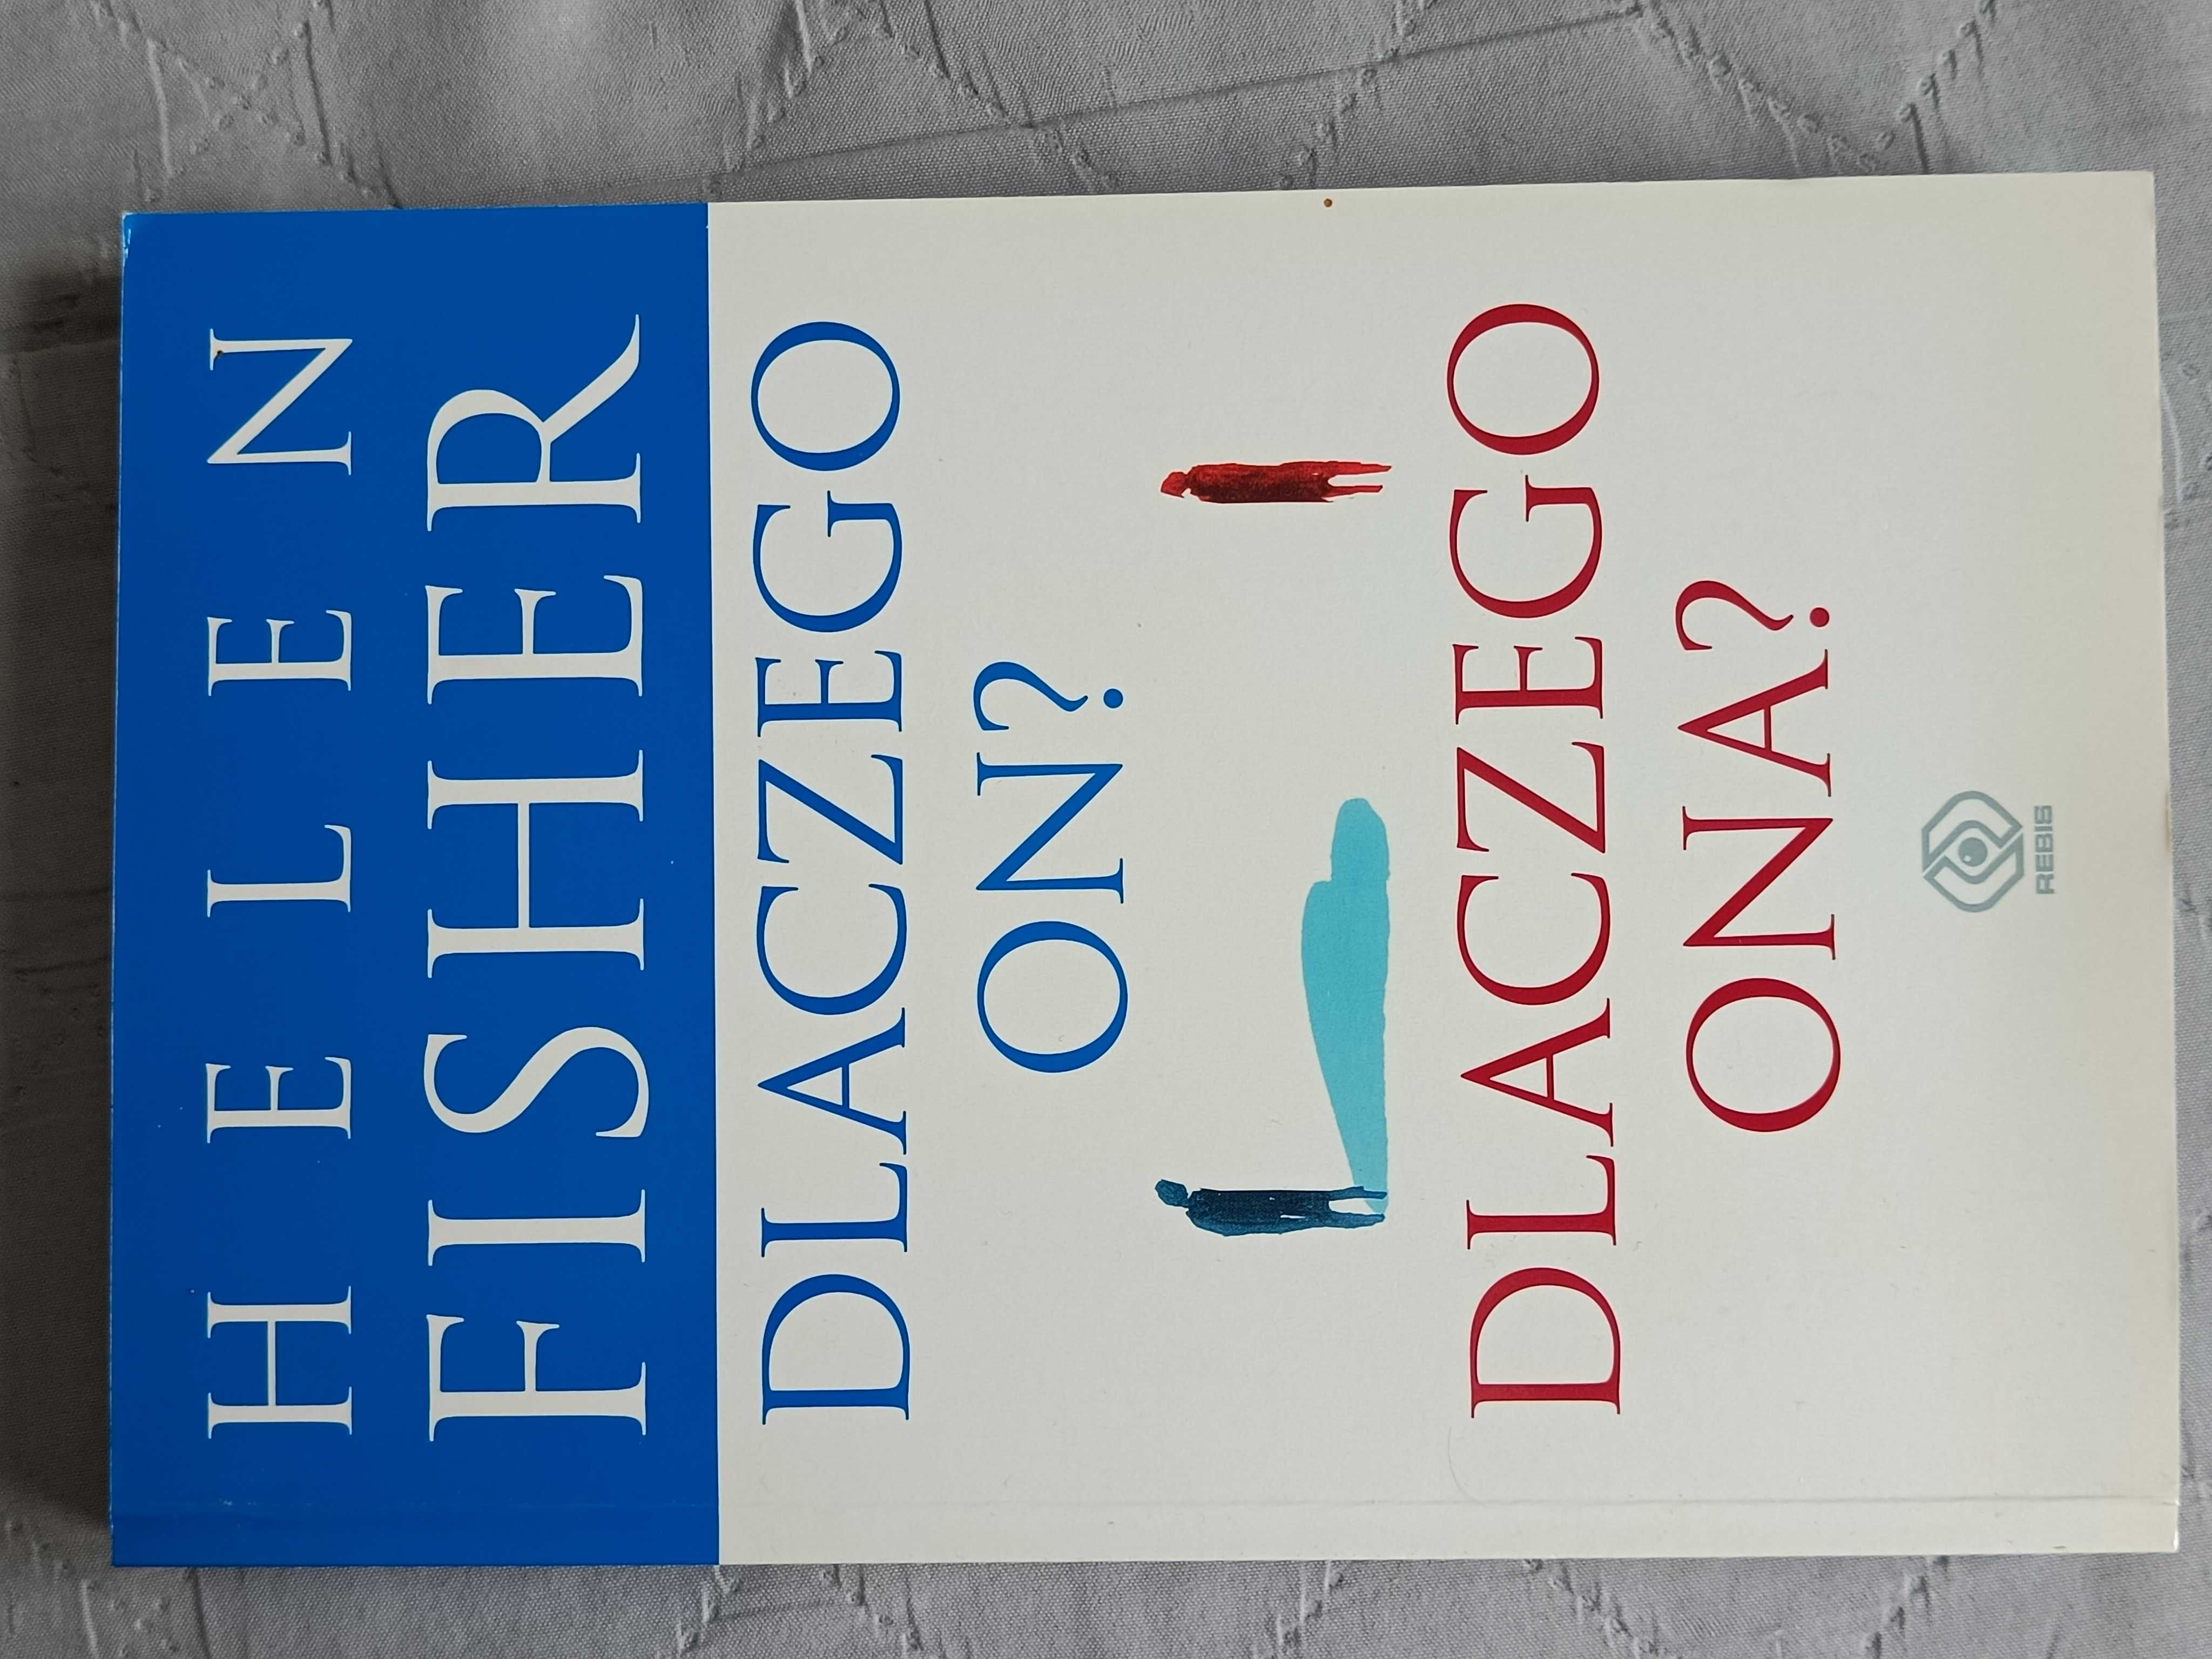 HELEN
FISHER
DLACZEGO
ON?
DLACZEGO
ONA?
REBIS